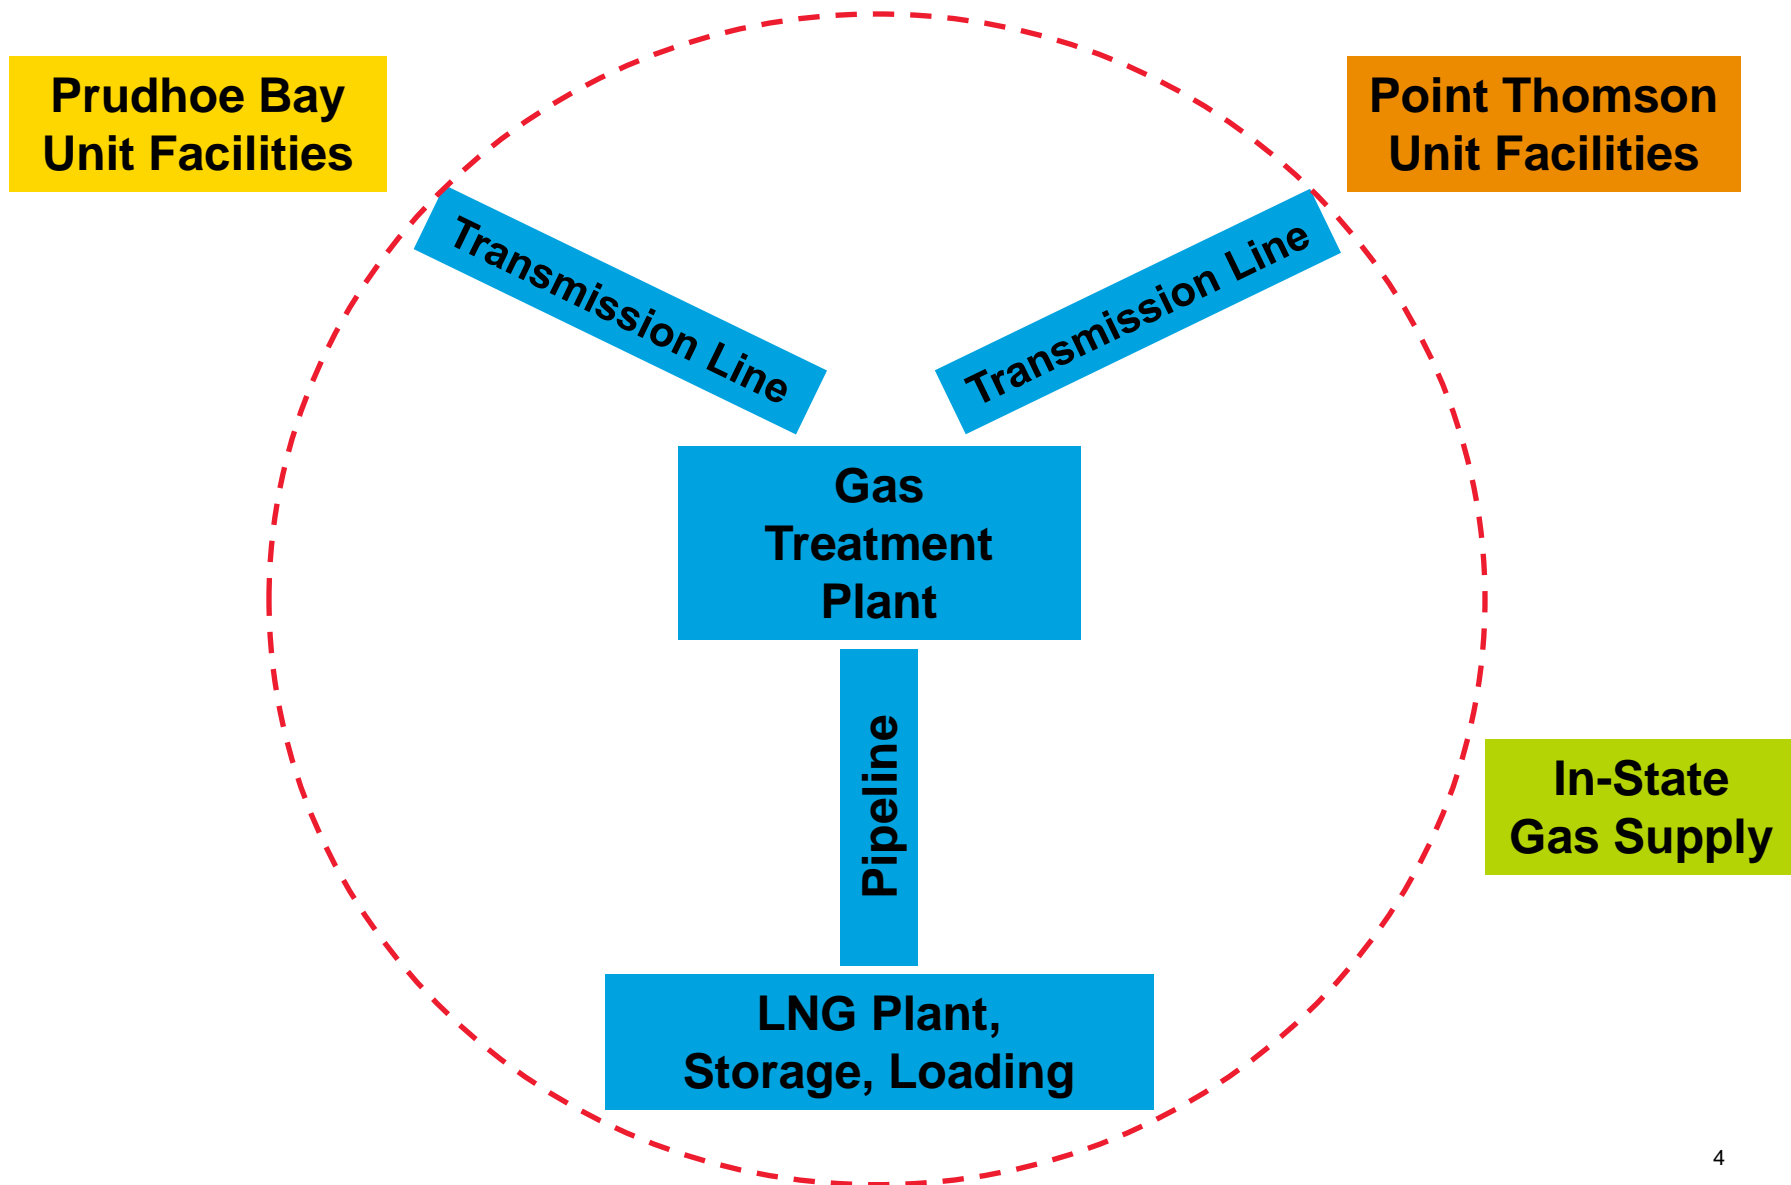 Prudhoe Bay
Unit Facilities
Point Thomson
Unit Facilities
Transmission Line
Transmission Line
Gas
Treatment
Plant
Pipeline
In-State
Gas Supply
LNG Plant,
Storage, Loading
4